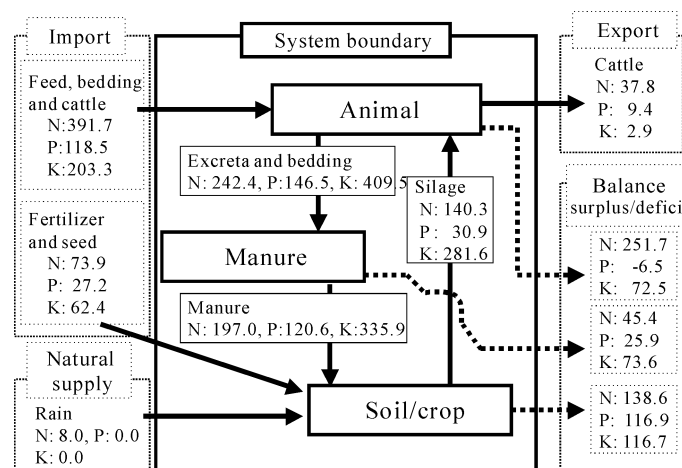 Import
Feed, bedding
and cattle
N:391.7
P:118.5
K:203.3
Fertilizer
and seed
N: 73.9
P: 27.2
K: 62.4
Natural
supply
Rain
N: 8.0, P: 0.0
K: 0.0
System boundary
Animal
Excreta and bedding
N: 242.4, P:146.5, K: 409.5
Silage
N: 140.3
P: 30.9
K: 281.6
Manure
Manure
N: 197.0, P:120.6, K:335.9
Soil/crop
Export
Cattle
N: 37.8
P: 9.4
K: 2.9
Balance
surplus/defici
N: 251.7
P: -6.5
K: 72.5
N: 45.4
P: 25.9
K: 73.6
N: 138.6
P: 116.9
K: 116.7